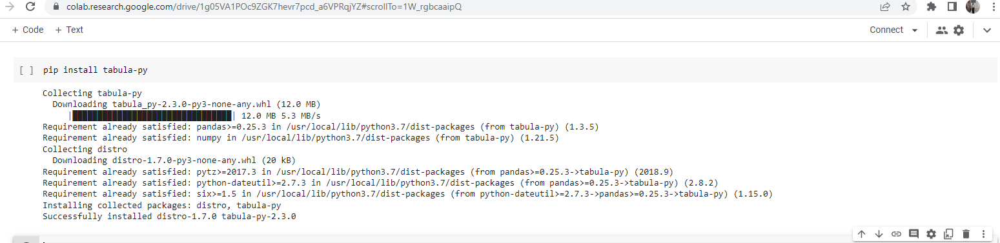 colab.research.google.com/drive/1g05VA1POc9ZGK7hevr7pcd_a6VPRqjYZ#scrollTo=1W_rgbcaaipQ
+ Code + Text Connect
[ ] pip install tabula-py
Collecting tabula-py
Downloading tabula_py-2.3.0-py3-none-any.whl (12.0 MB)
| | 12.0 MB 5.3 MB/s
Requirement already satisfied: pandas>=0.25.3 in /usr/local/lib/python3.7/dist-packages (from tabula-py) (1.3.5)
Requirement already satisfied: numpy in /usr/local/lib/python3.7/dist-packages (from tabula-py) (1.21.5)
Collecting distro
Downloading distro-1.7.0-py3-none-any.whl (20 kB)
Requirement already satisfied: pytz>=2017.3 in /usr/local/lib/python3.7/dist-packages (from pandas>=0.25.3->tabula-py) (2018.9)
Requirement already satisfied: python-dateutil>=2.7.3 in /usr/local/lib/python3.7/dist-packages (from pandas>=0.25.3->tabula-py) (2.8.2)
Requirement already satisfied: six>=1.5 in /usr/local/lib/python3.7/dist-packages (from python-dateutil>=2.7.3->pandas>=0.25.3->tabula-py) (1.15.0)
Installing collected packages: distro, tabula-py
Successfully installed distro-1.7.0 tabula-py-2.3.0